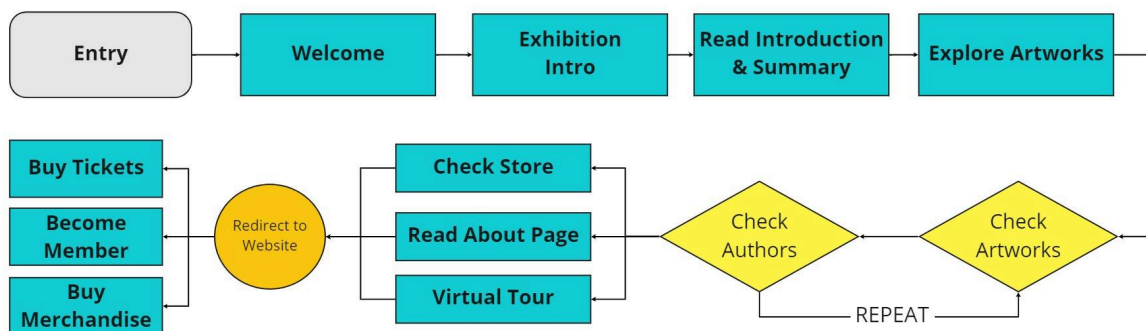 Entry
Welcome
Exhibition
Intro
Read Introduction
& Summary
Explore Artworks
Buy Tickets
Become
Member
Buy
Merchandise
Redirect to
Website
Check Store
Read About Page
Virtual Tour
Check
Authors
Check
Artworks
REPEAT